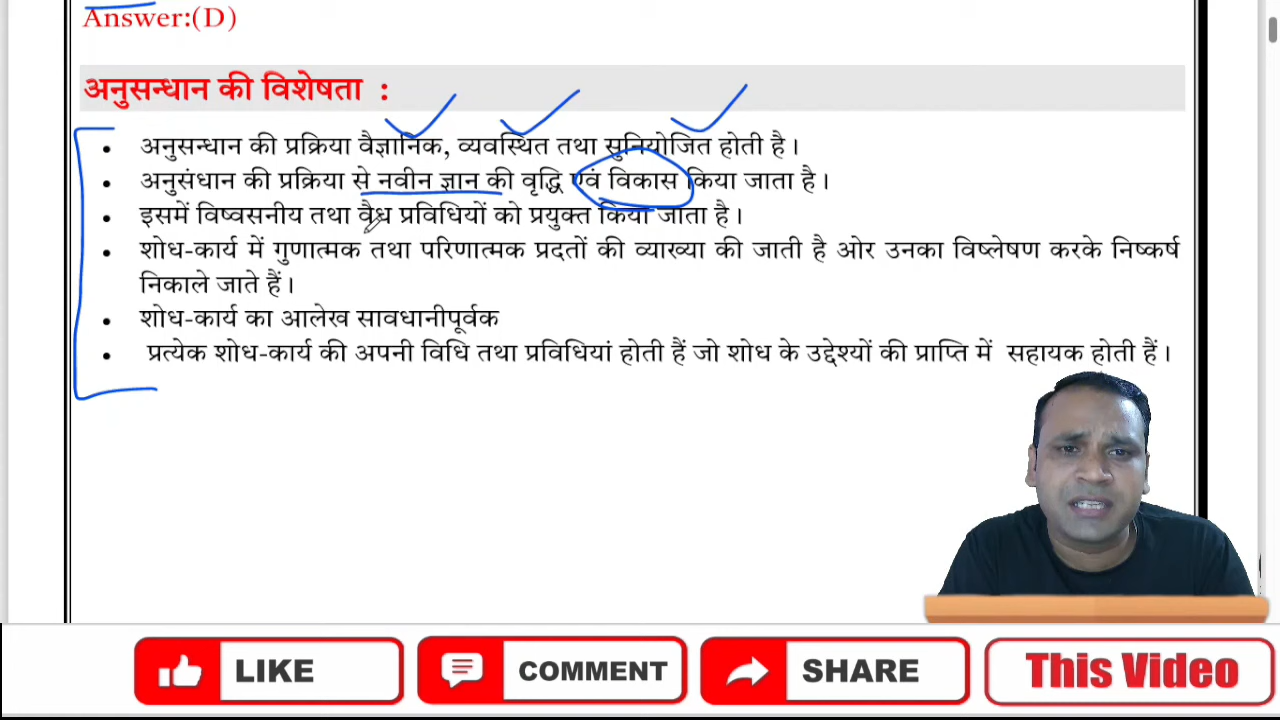 Answer:(D)
अनुसन्धान की विशेषता :
• अनुसन्धान की प्रक्रिया वैज्ञानिक, व्यवस्थित तथा सुनियोजित होती है।
• अनुसंधान की प्रक्रिया से नवीन ज्ञान की वृद्धि एवं विकास किया जाता है।
• इसमें विष्वसनीय तथा वैध प्रविधियों को प्रयुक्त किया जाता है।
• शोध-कार्य में गुणात्मक तथा परिणात्मक प्रदतों की व्याख्या की जाती है ओर उनका विष्लेषण करके निष्कर्ष
निकाले जाते हैं।
• शोध-कार्य का आलेख सावधानीपूर्वक
• प्रत्येक शोध-कार्य की अपनी विधि तथा प्रविधियां होती हैं जो शोध के उद्देश्यों की प्राप्ति में सहायक होती हैं।
LIKE COMMENT SHARE This Video